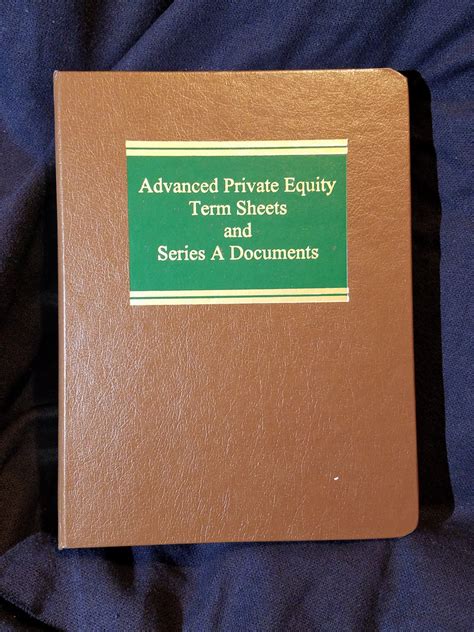 Advanced Private Equity
Term Sheets
and
Series A Documents